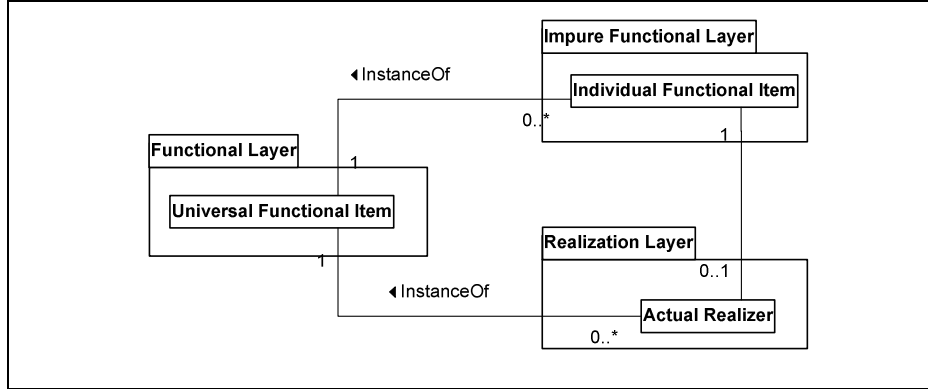 Impure Functional Layer
◄ InstanceOf
Individual Functional Item
0..*
1
Functional Layer
1
Universal Functional Item
1
Realization Layer
0..1
◄ InstanceOf
Actual Realizer
0..*